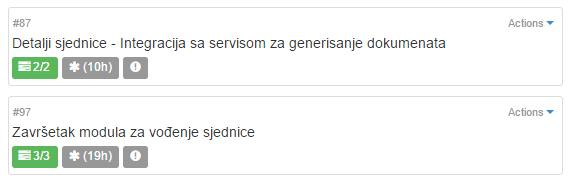 #87 Actions
Detalji sjednice - Integracija sa servisom za generisanje dokumenata
2/2 (10h)
#97 Actions
Završetak modula za vođenje sjednice
3/3 (19h)